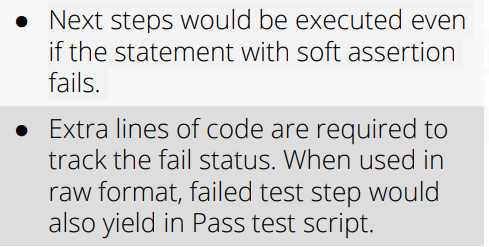 ● Next steps would be executed even
if the statement with soft assertion
fails.
● Extra lines of code are required to
track the fail status. When used in
raw format, failed test step would
also yield in Pass test script.